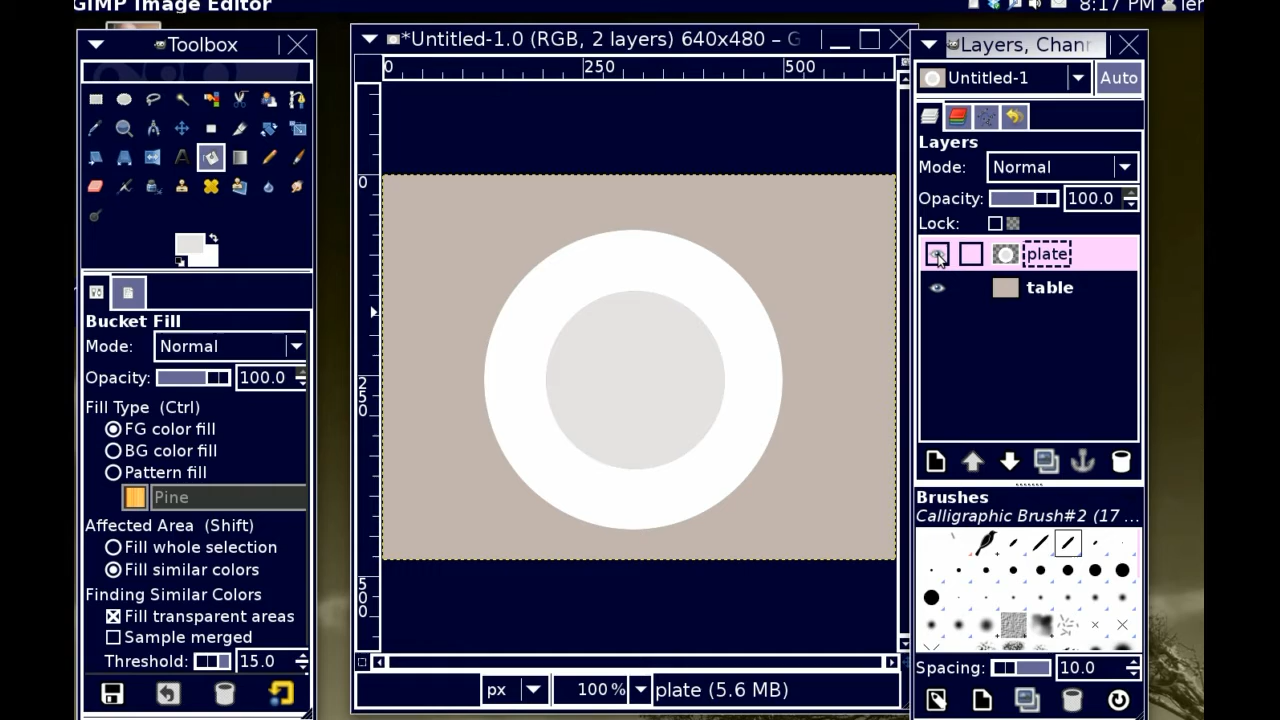 GIMP Image Editor
8:17 PM
Toolbox
*Untitled-1.0 (RGB, 2 layers) 640x480 – G
Layers, Chann
Untitled-1
Auto
0
250
500
Layers
Mode: Normal
Opacity: 100.0
Lock:
plate
table
0
250
500
Bucket Fill
Mode: Normal
Opacity: 100.0
Fill Type (Ctrl)
FG color fill
BG color fill
Pattern fill
Pine
Affected Area (Shift)
Fill whole selection
Fill similar colors
Finding Similar Colors
Fill transparent areas
Sample merged
Threshold: 15.0
Brushes
Calligraphic Brush#2 (17 ...
Spacing: 10.0
px
100 %
plate (5.6 MB)